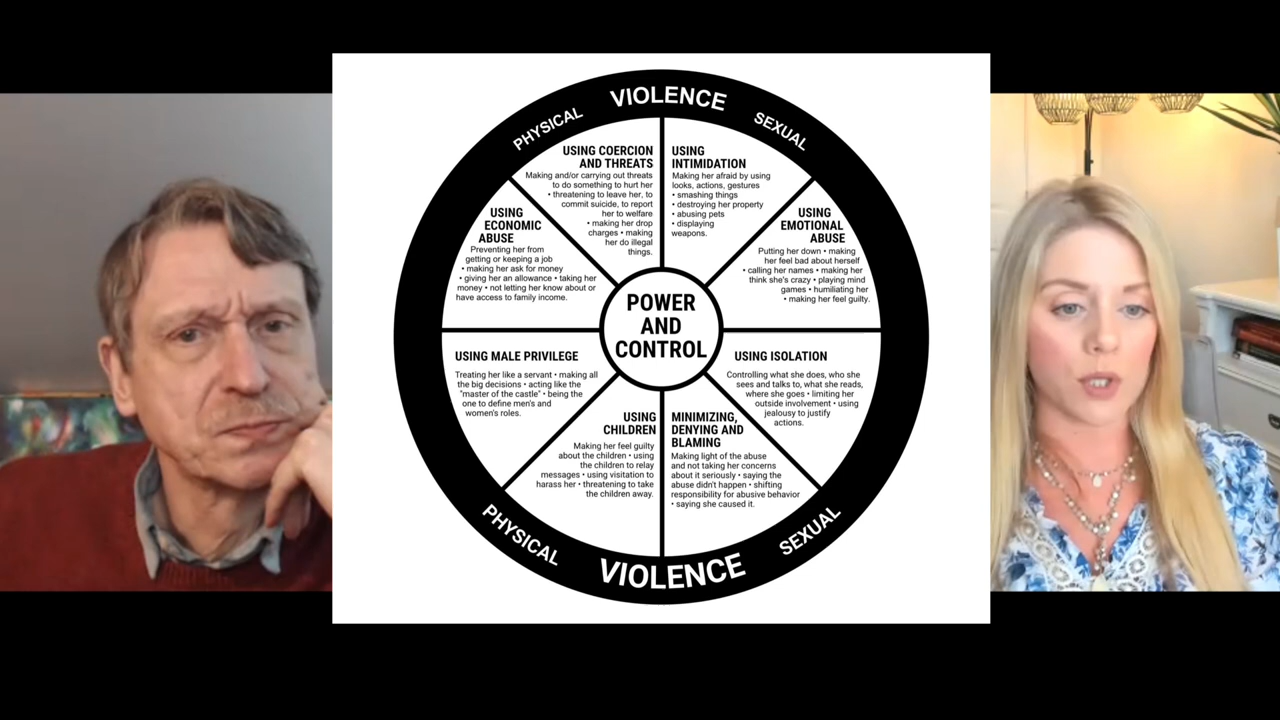 PHYSICAL VIOLENCE SEXUAL
USING COERCION
AND THREATS
Making and/or carrying out threats
to do something to hurt her
• threatening to leave her, to
commit suicide, to report
her to welfare
• making her drop
charges • making
her do illegal
things.
USING
INTIMIDATION
Making her afraid by using
looks, actions, gestures
• smashing things
• destroying her property
• abusing pets
• displaying
weapons.
USING
ECONOMIC
ABUSE
Preventing her from
getting or keeping a job
• making her ask for money
• giving her an allowance • taking her
money • not letting her know about or
have access to family income.
USING
EMOTIONAL
ABUSE
Putting her down • making
her feel bad about herself
• calling her names • making her
think she's crazy • playing mind
games • humiliating her
• making her feel guilty.
POWER
AND
CONTROL
USING MALE PRIVILEGE
Treating her like a servant • making all
the big decisions • acting like the
"master of the castle" • being the
one to define men's and
women's roles.
USING ISOLATION
Controlling what she does, who she
sees and talks to, what she reads,
where she goes • limiting her
outside involvement • using
jealousy to justify
actions.
USING
CHILDREN
Making her feel guilty
about the children • using
the children to relay
messages • using visitation to
harass her • threatening to take
the children away.
MINIMIZING,
DENYING AND
BLAMING
Making light of the abuse
and not taking her concerns
about it seriously • saying the
abuse didn't happen • shifting
responsibility for abusive behavior
• saying she caused it.
PHYSICAL VIOLENCE SEXUAL